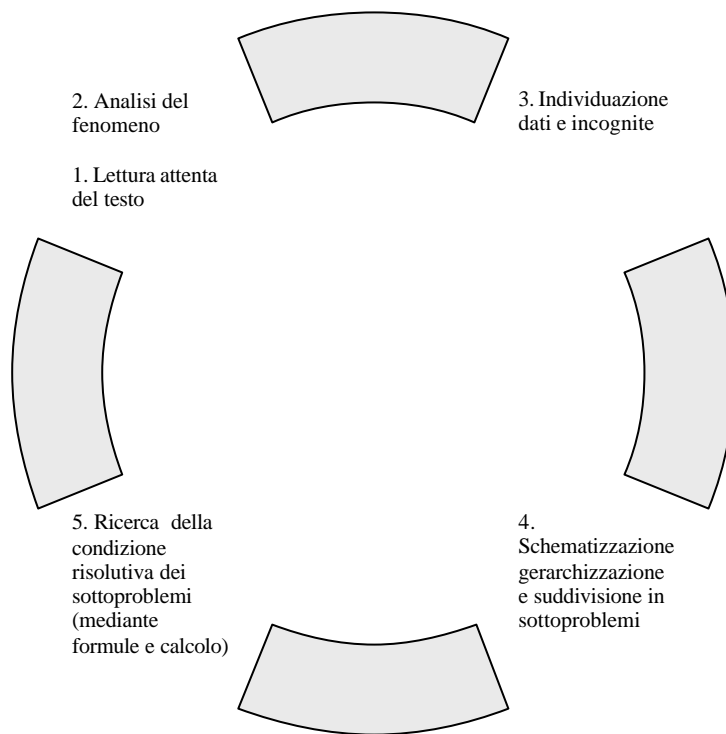 2. Analisi del
fenomeno
1. Lettura attenta
del testo
3. Individuazione
dati e incognite
5. Ricerca della
condizione
risolutiva dei
sottoproblemi
(mediante
formule e calcolo)
4.
Schematizzazione
gerarchizzazione
e suddivisione in
sottoproblemi